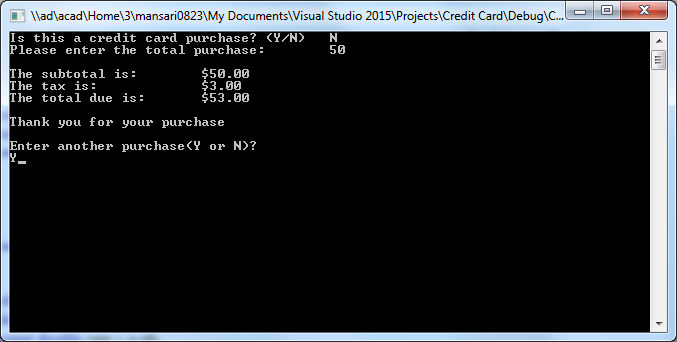 \\ad\acad\Home\3\mansari0823\My Documents\Visual Studio 2015\Projects\Credit Card\Debug\C...
Is this a credit card purchase? (Y/N)   N
Please enter the total purchase:        50
The subtotal is:        $50.00
The tax is:             $3.00
The total due is:       $53.00
Thank you for your purchase
Enter another purchase(Y or N)?
Y_